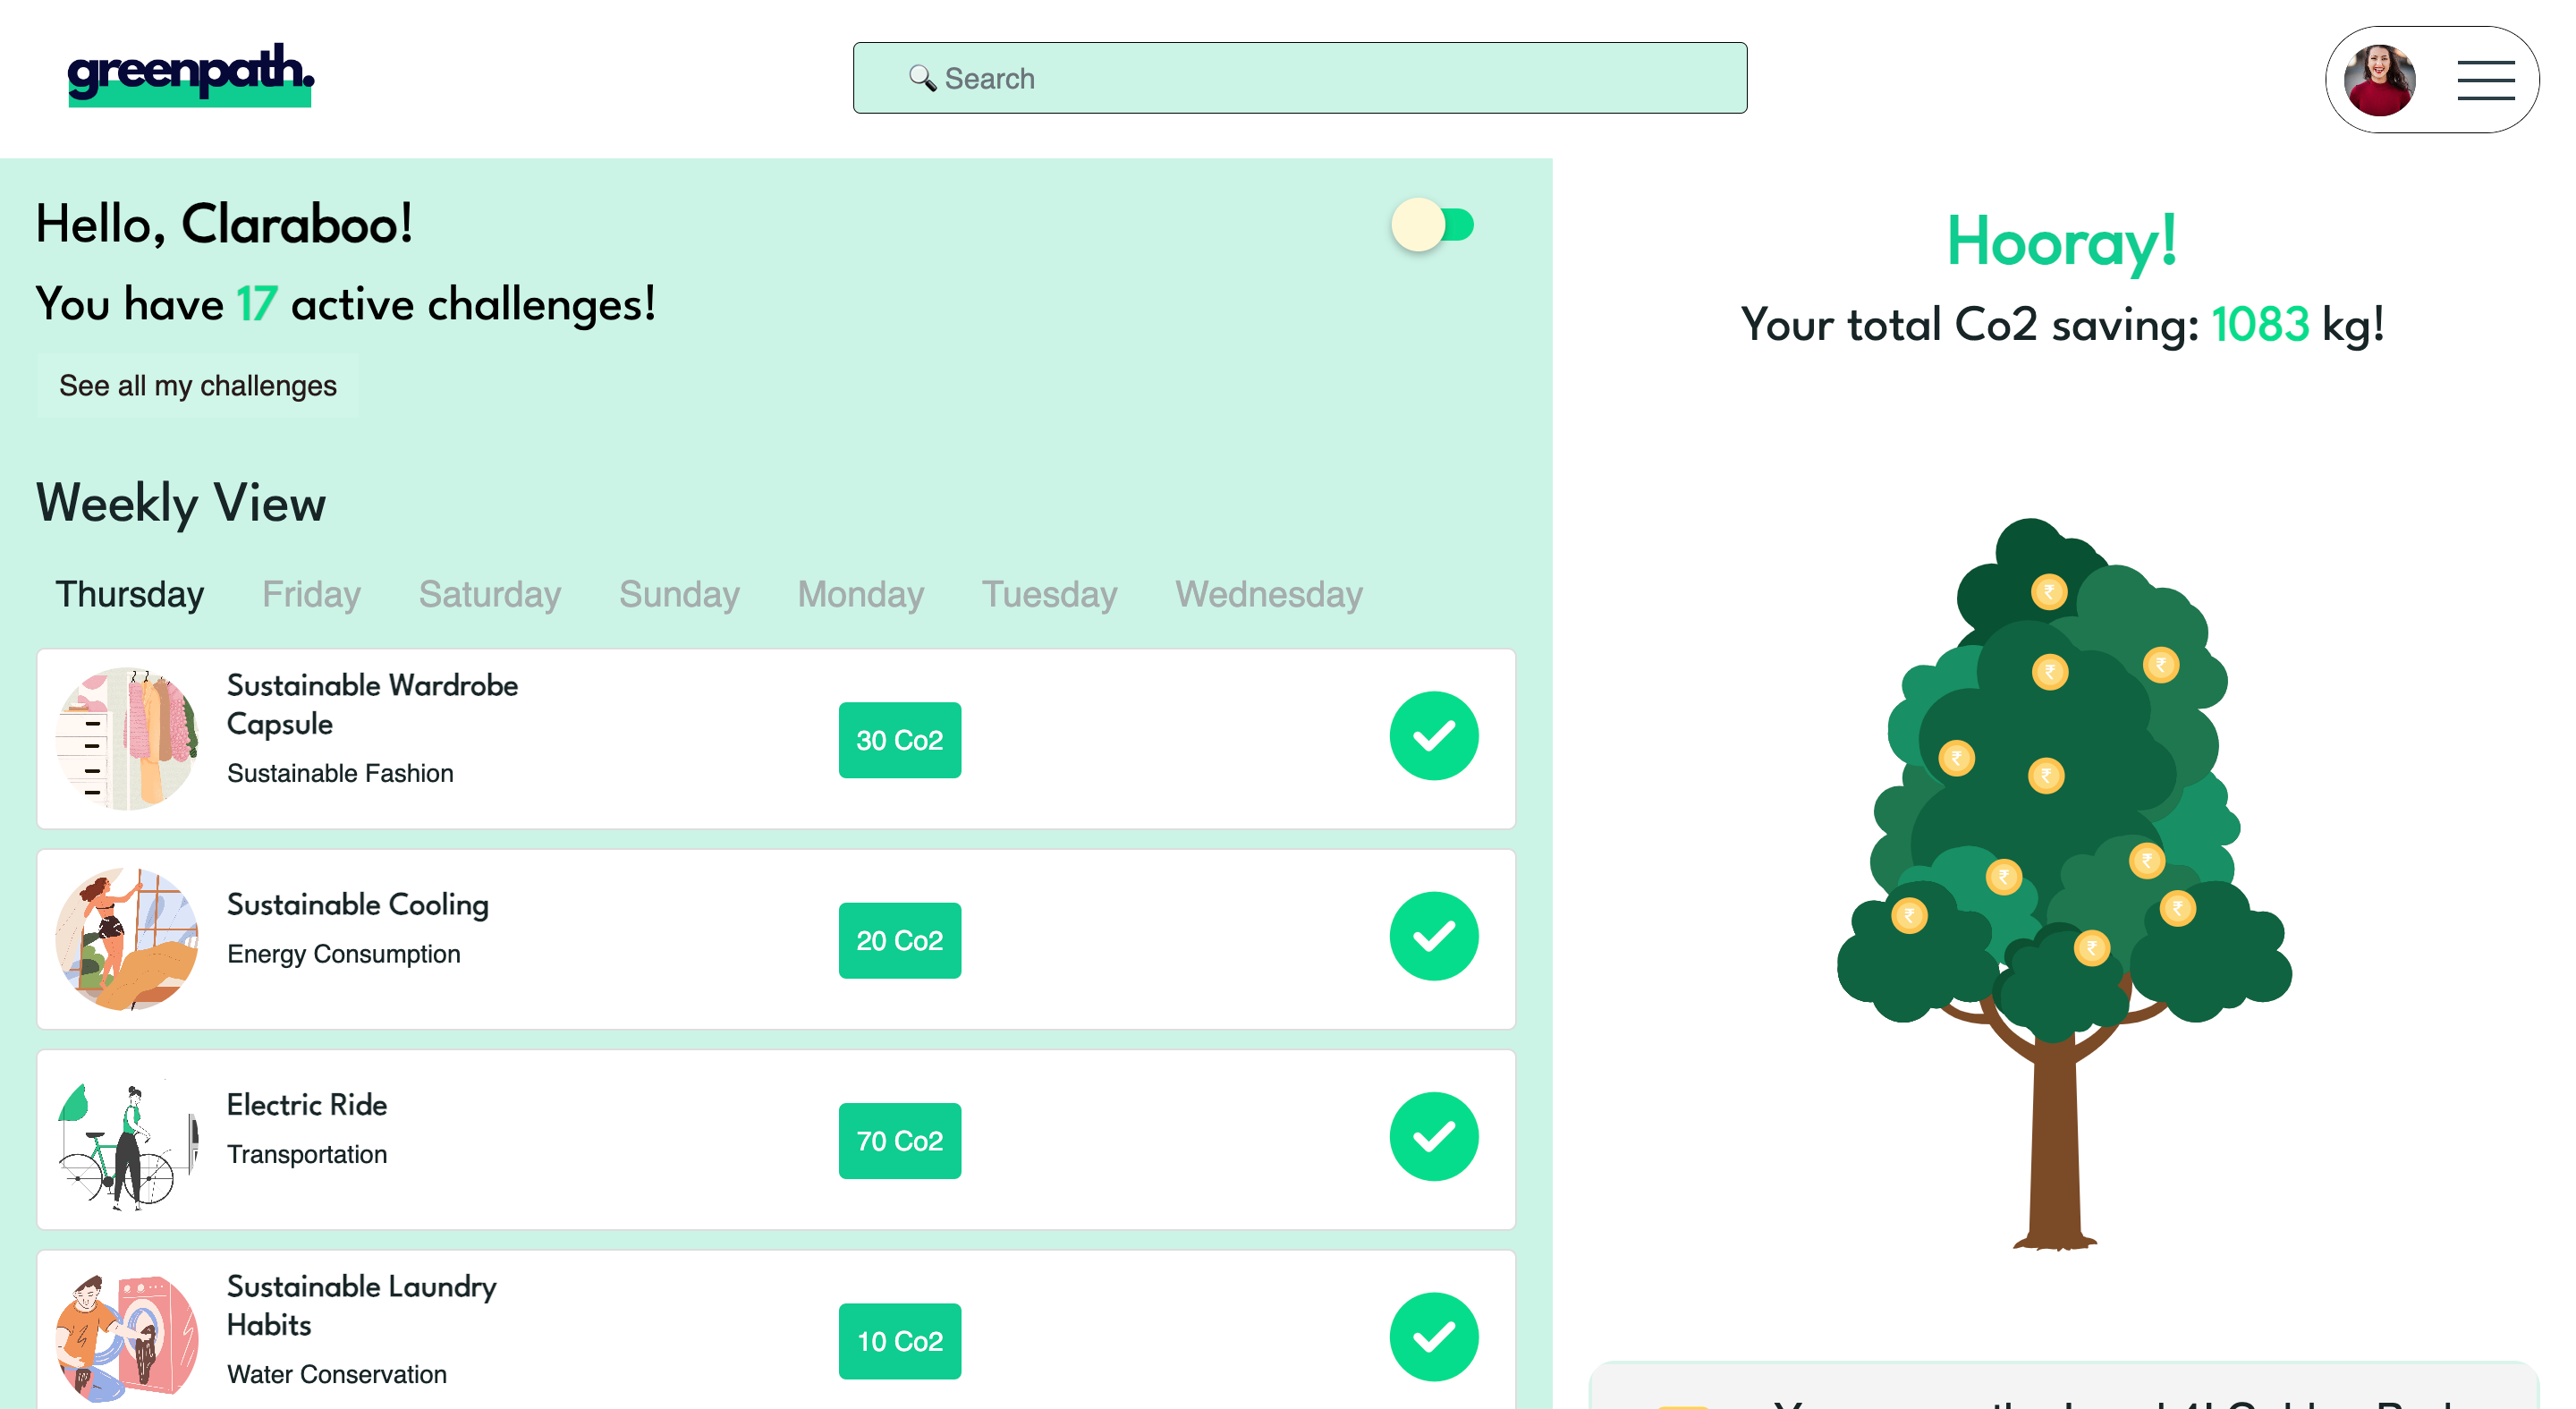 greenpath.
🔍 Search
Hello, Claraboo!
You have 17 active challenges!
See all my challenges
Weekly View
Thursday Friday Saturday Sunday Monday Tuesday Wednesday
Sustainable Wardrobe
Capsule
Sustainable Fashion
30 Co2
Sustainable Cooling
Energy Consumption
20 Co2
Electric Ride
Transportation
70 Co2
Sustainable Laundry
Habits
Water Conservation
10 Co2
Hooray!
Your total Co2 saving: 1083 kg!
₹
₹
₹
₹
₹
₹
₹
₹
₹
₹